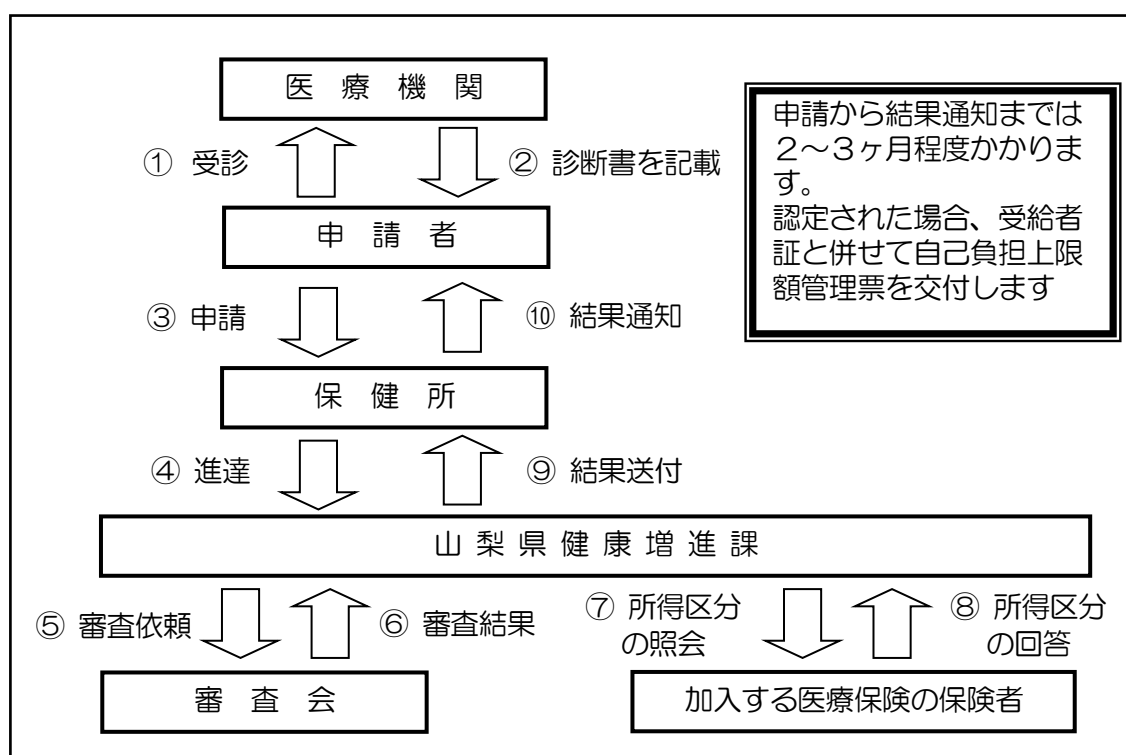 医療機関
申請から結果通知までは
２～３ヶ月程度かかりま
す。
認定された場合、受給者
証と併せて自己負担上限
額管理票を交付します
① 受診
② 診断書を記載
申請者
③ 申請
⑩ 結果通知
保健所
④ 進達
⑨ 結果送付
山梨県健康増進課
⑤ 審査依頼
⑥ 審査結果
⑦ 所得区分
の照会
⑧ 所得区分
の回答
審査会
加入する医療保険の保険者